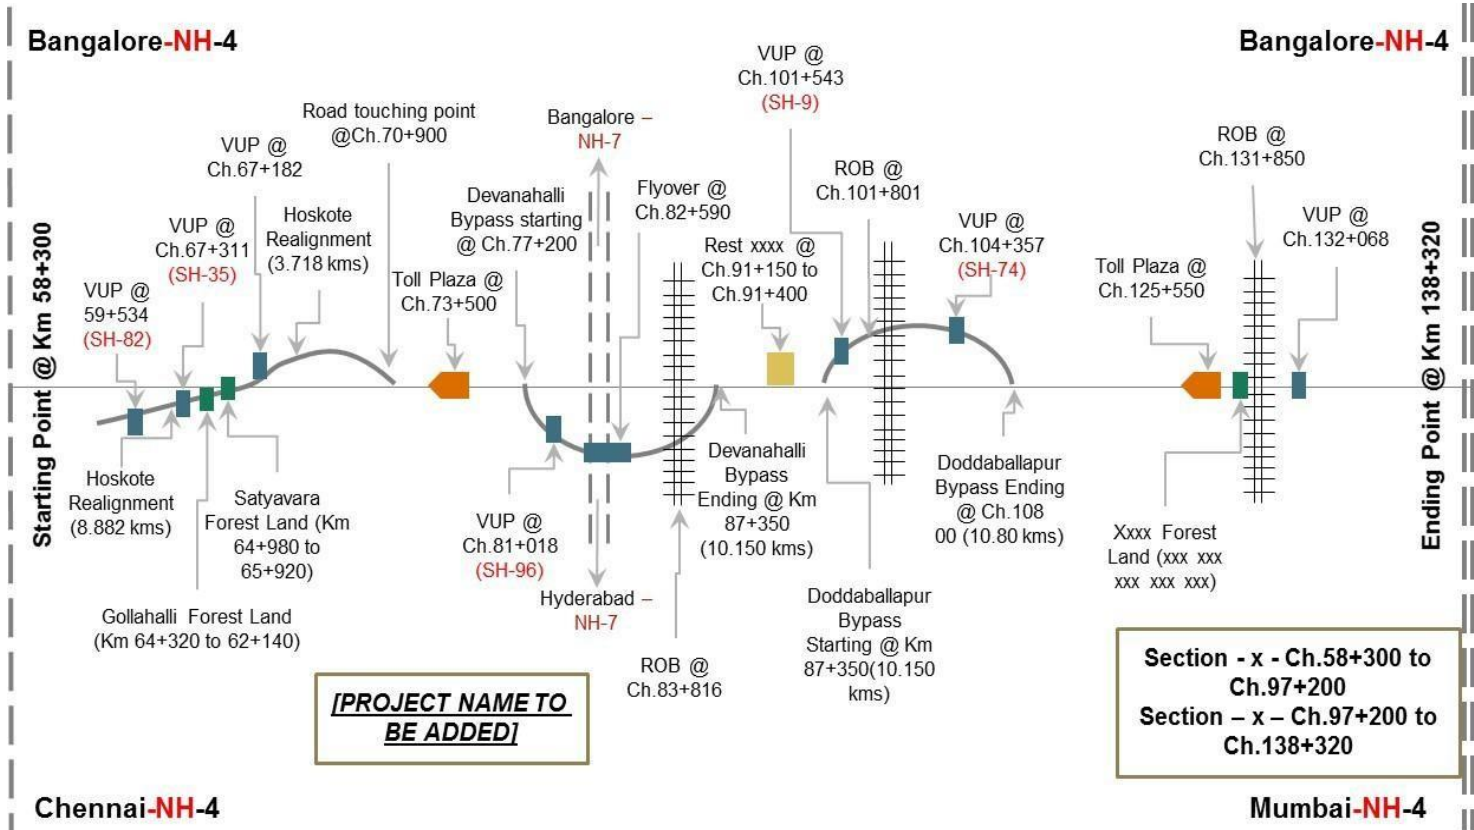 Bangalore-NH-4
Bangalore-NH-4
Starting Point @ Km 58+300
VUP @
59+534
(SH-82)
VUP @
Ch.67+311
(SH-35)
VUP @
Ch.67+182
Hoskote
Realignment
(3.718 kms)
Road touching point
@Ch.70+900
Toll Plaza @
Ch.73+500
Devanahalli
Bypass starting
@ Ch.77+200
Bangalore –
NH-7
Flyover @
Ch.82+590
Rest xxxx @
Ch.91+150 to
Ch.91+400
VUP @
Ch.101+543
(SH-9)
ROB @
Ch.101+801
VUP @
Ch.104+357
(SH-74)
Toll Plaza @
Ch.125+550
ROB @
Ch.131+850
VUP @
Ch.132+068
Ending Point @ Km 138+320
Hoskote
Realignment
(8.882 kms)
Satyavara
Forest Land (Km
64+980 to
65+920)
Gollahalli Forest Land
(Km 64+320 to 62+140)
VUP @
Ch.81+018
(SH-96)
Hyderabad –
NH-7
ROB @
Ch.83+816
Devanahalli
Bypass
Ending @ Km
87+350
(10.150 kms)
Doddaballapur
Bypass
Starting @ Km
87+350(10.150
kms)
Doddaballapur
Bypass Ending
@ Ch.108
00 (10.80 kms)
Xxxx Forest
Land (xxx xxx
xxx xxx xxx)
[PROJECT NAME TO
BE ADDED]
Section - x - Ch.58+300 to
Ch.97+200
Section – x – Ch.97+200 to
Ch.138+320
Chennai-NH-4
Mumbai-NH-4